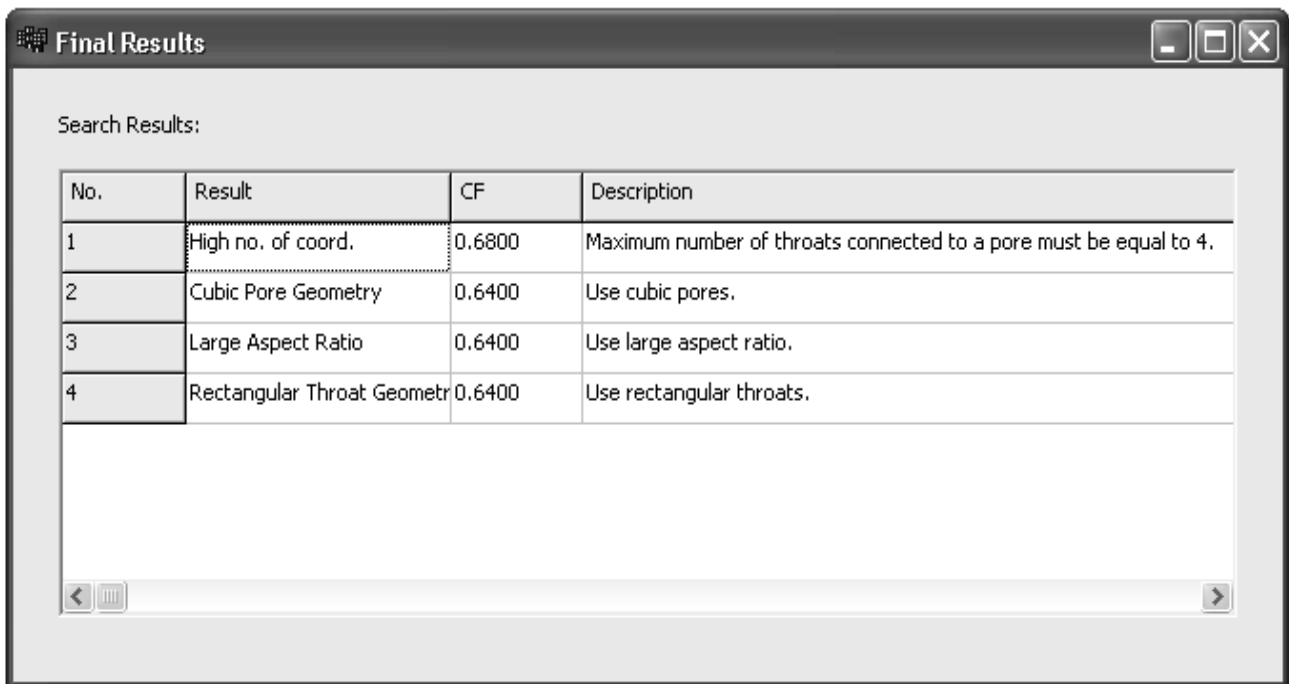 Final Results
Search Results:
No. Result CF Description
1 High no. of coord. 0.6800 Maximum number of throats connected to a pore must be equal to 4.
2 Cubic Pore Geometry 0.6400 Use cubic pores.
3 Large Aspect Ratio 0.6400 Use large aspect ratio.
4 Rectangular Throat Geometr 0.6400 Use rectangular throats.